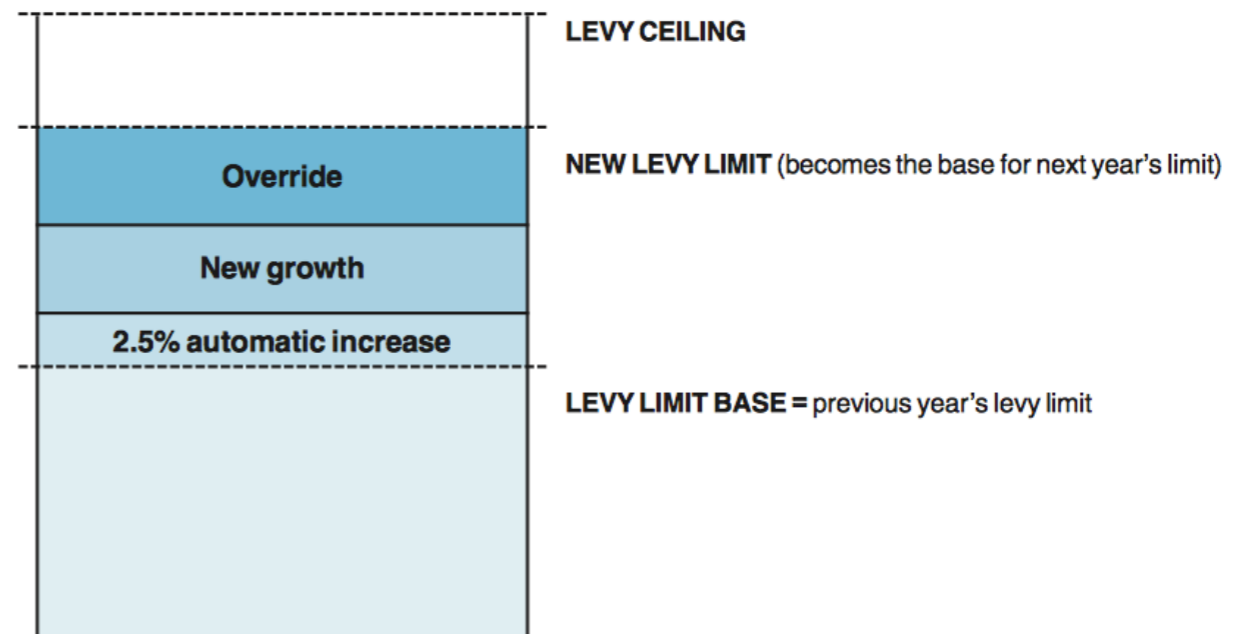 LEVY CEILING
Override
NEW LEVY LIMIT (becomes the base for next year’s limit)
New growth
2.5% automatic increase
LEVY LIMIT BASE = previous year’s levy limit